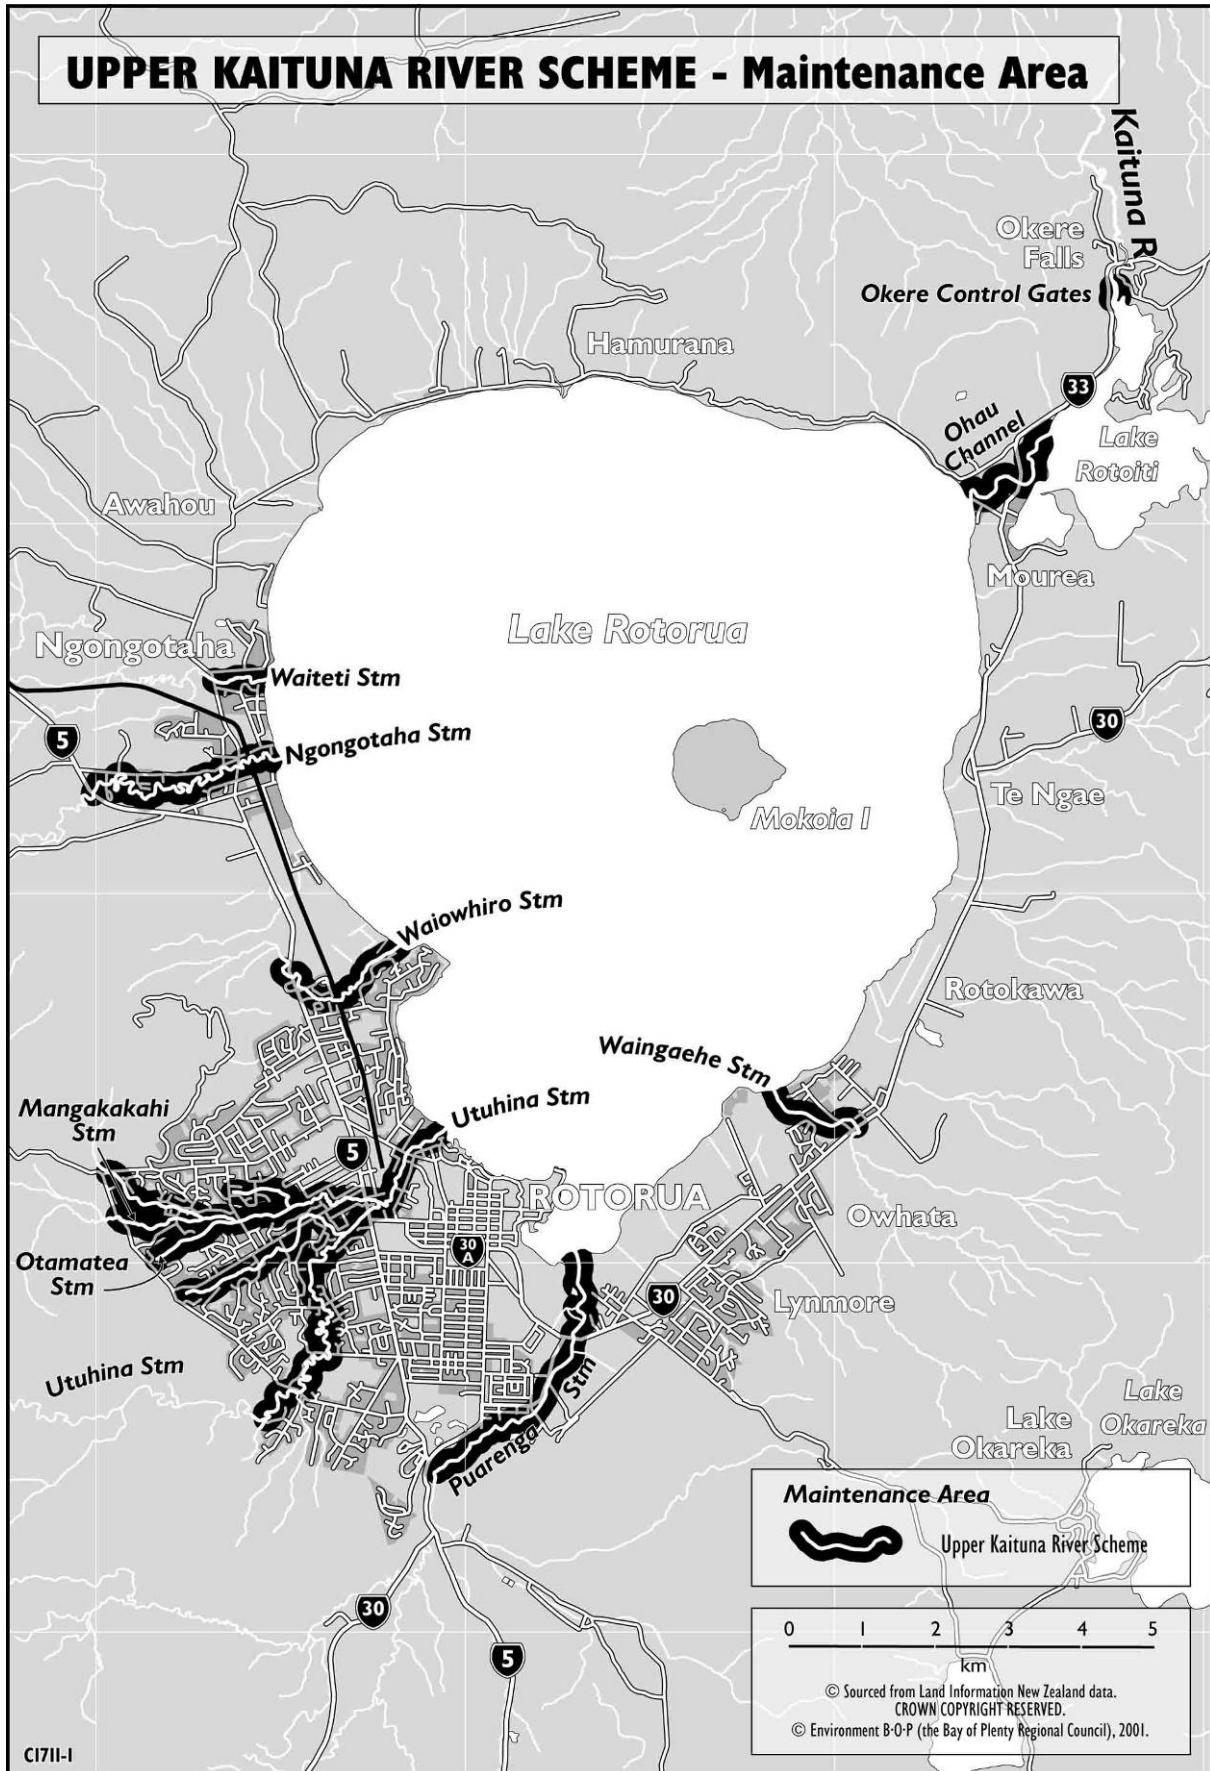 UPPER KAITUNA RIVER SCHEME - Maintenance Area
Kaituna R
Okere
Falls
Okere Control Gates
Hamurana
33
Ohau
Channel
Lake
Rotoiti
Awahou
Mourea
Lake Rotorua
Ngongotaha
Waiteti Stm
5
Ngongotaha Stm
30
Te Ngae
Mokoia I
Waiowhiro Stm
Rotokawa
Waingaehe Stm
Mangakakahi
Stm
Utuhina Stm
5
ROTORUA
Owhata
30
A
Otamatea
Stm
30
Lynmore
Utuhina Stm
Puarenga Stm
Lake
Okareka
Lake
Okareka
Maintenance Area
Upper Kaituna River Scheme
30
5
0 1 2 3 4 5
km
© Sourced from Land Information New Zealand data.
CROWN COPYRIGHT RESERVED.
© Environment B·O·P (the Bay of Plenty Regional Council), 2001.
C1711-1